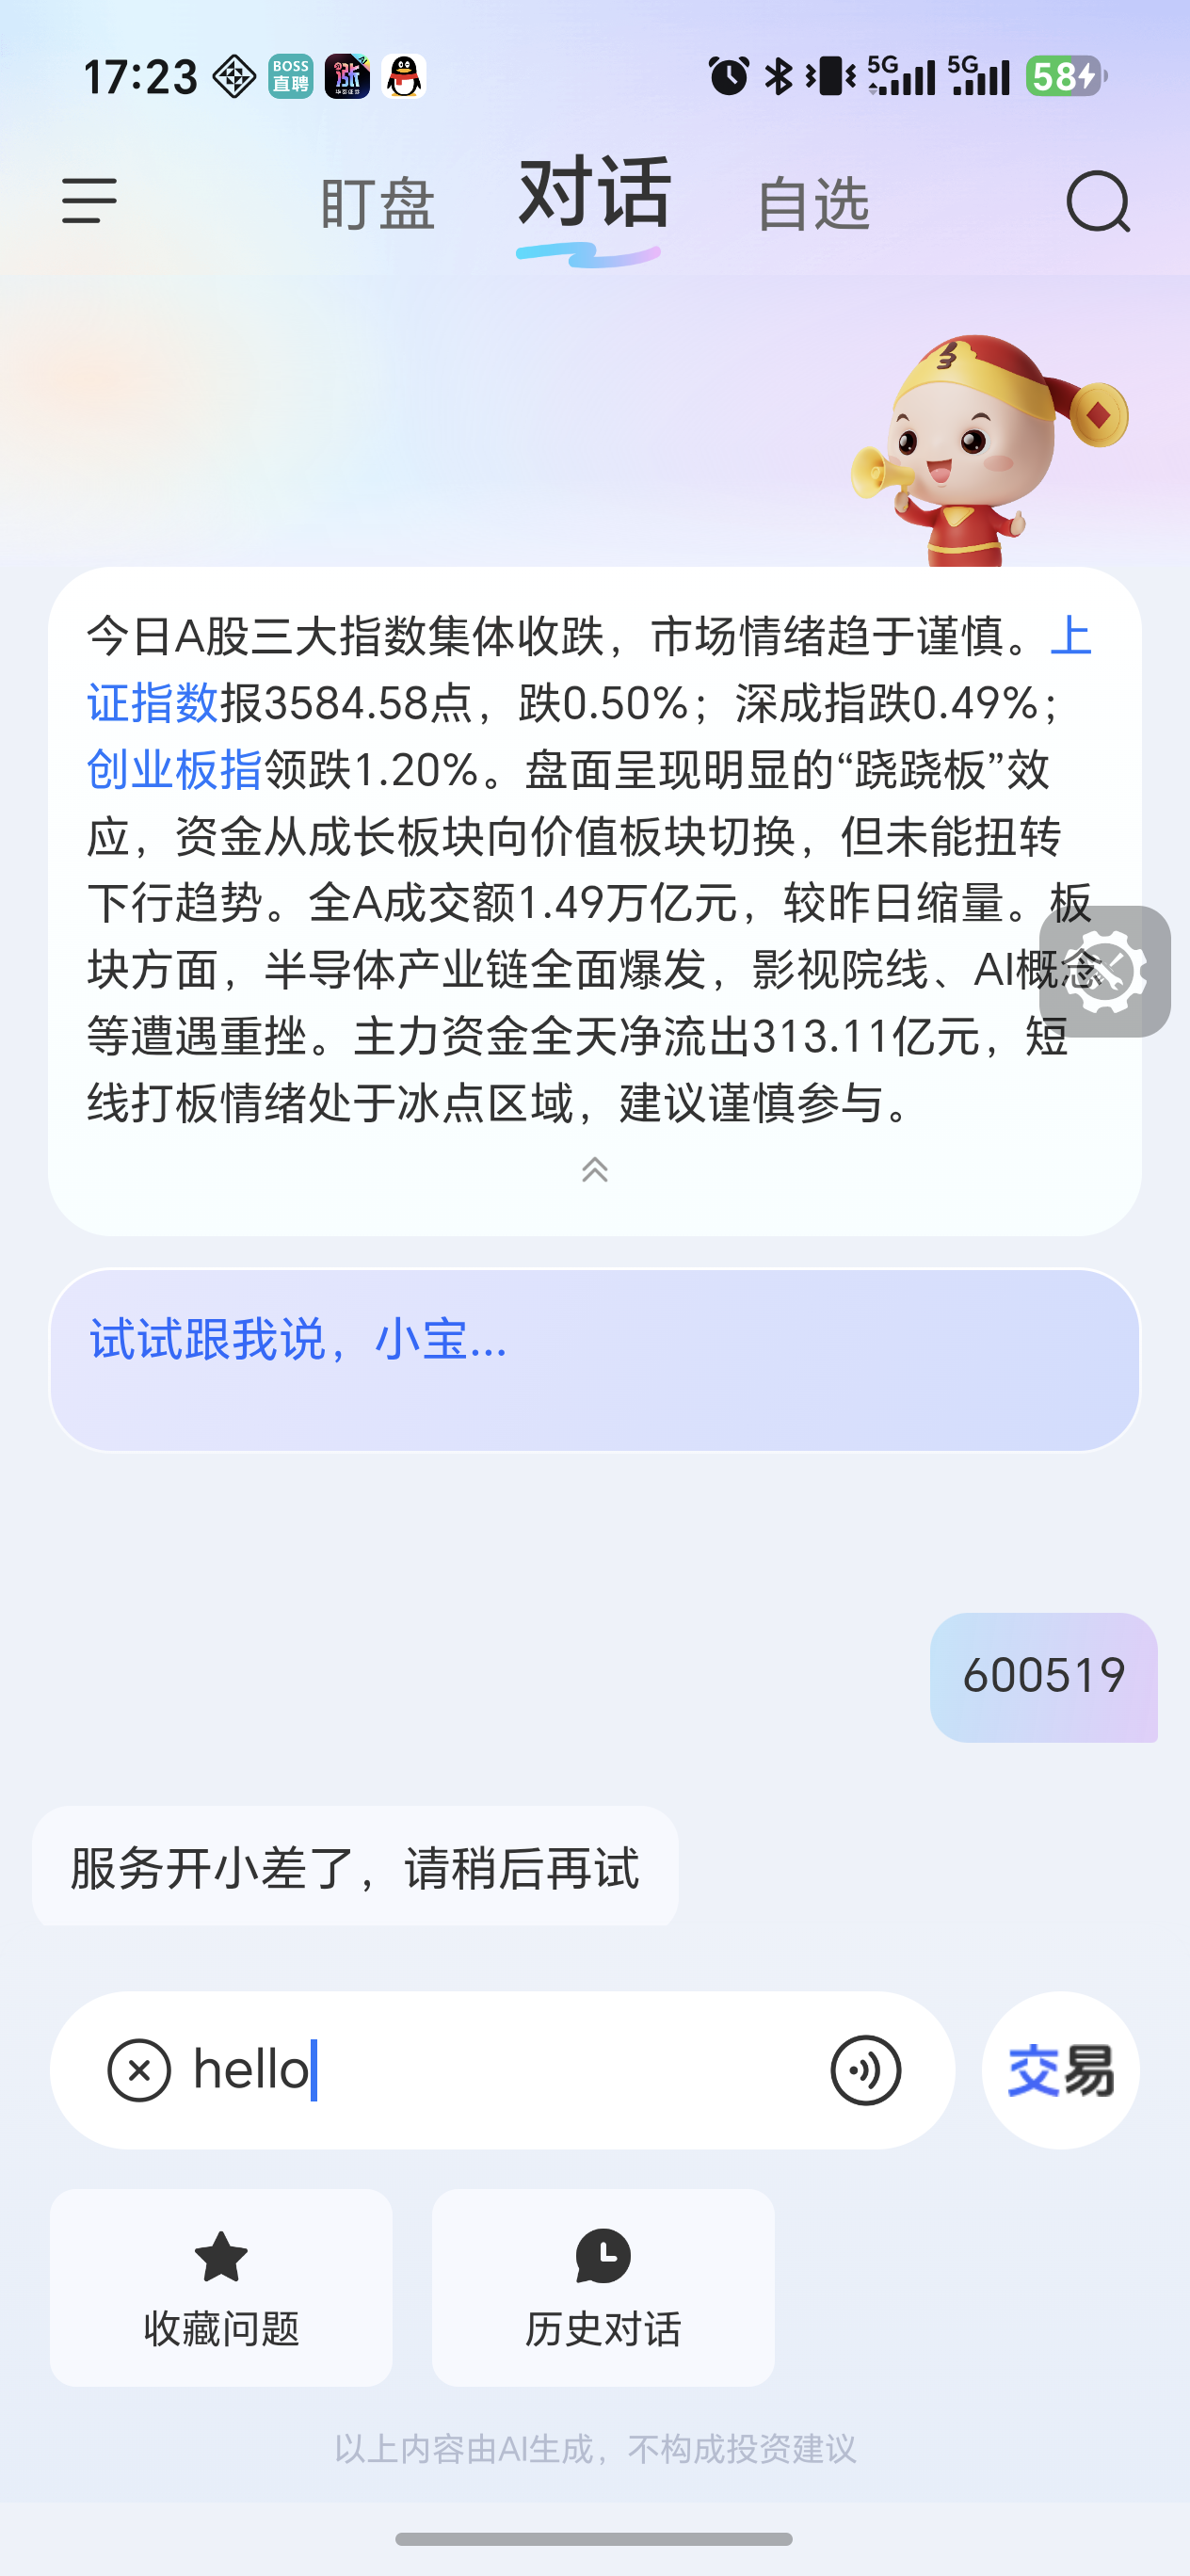 17:23
BOSS
直聘
涨
5G
5G
58
盯盘
对话
自选
今日A股三大指数集体收跌，市场情绪趋于谨慎。上
证指数报3584.58点，跌0.50%；深成指跌0.49%；
创业板指领跌1.20%。盘面呈现明显的“跷跷板”效
应，资金从成长板块向价值板块切换，但未能扭转
下行趋势。全A成交额1.49万亿元，较昨日缩量。板
块方面，半导体产业链全面爆发，影视院线、AI概念
等遭遇重挫。主力资金全天净流出313.11亿元，短
线打板情绪处于冰点区域，建议谨慎参与。
试试跟我说，小宝...
600519
服务开小差了，请稍后再试
hello
交易
收藏问题
历史对话
以上内容由AI生成，不构成投资建议